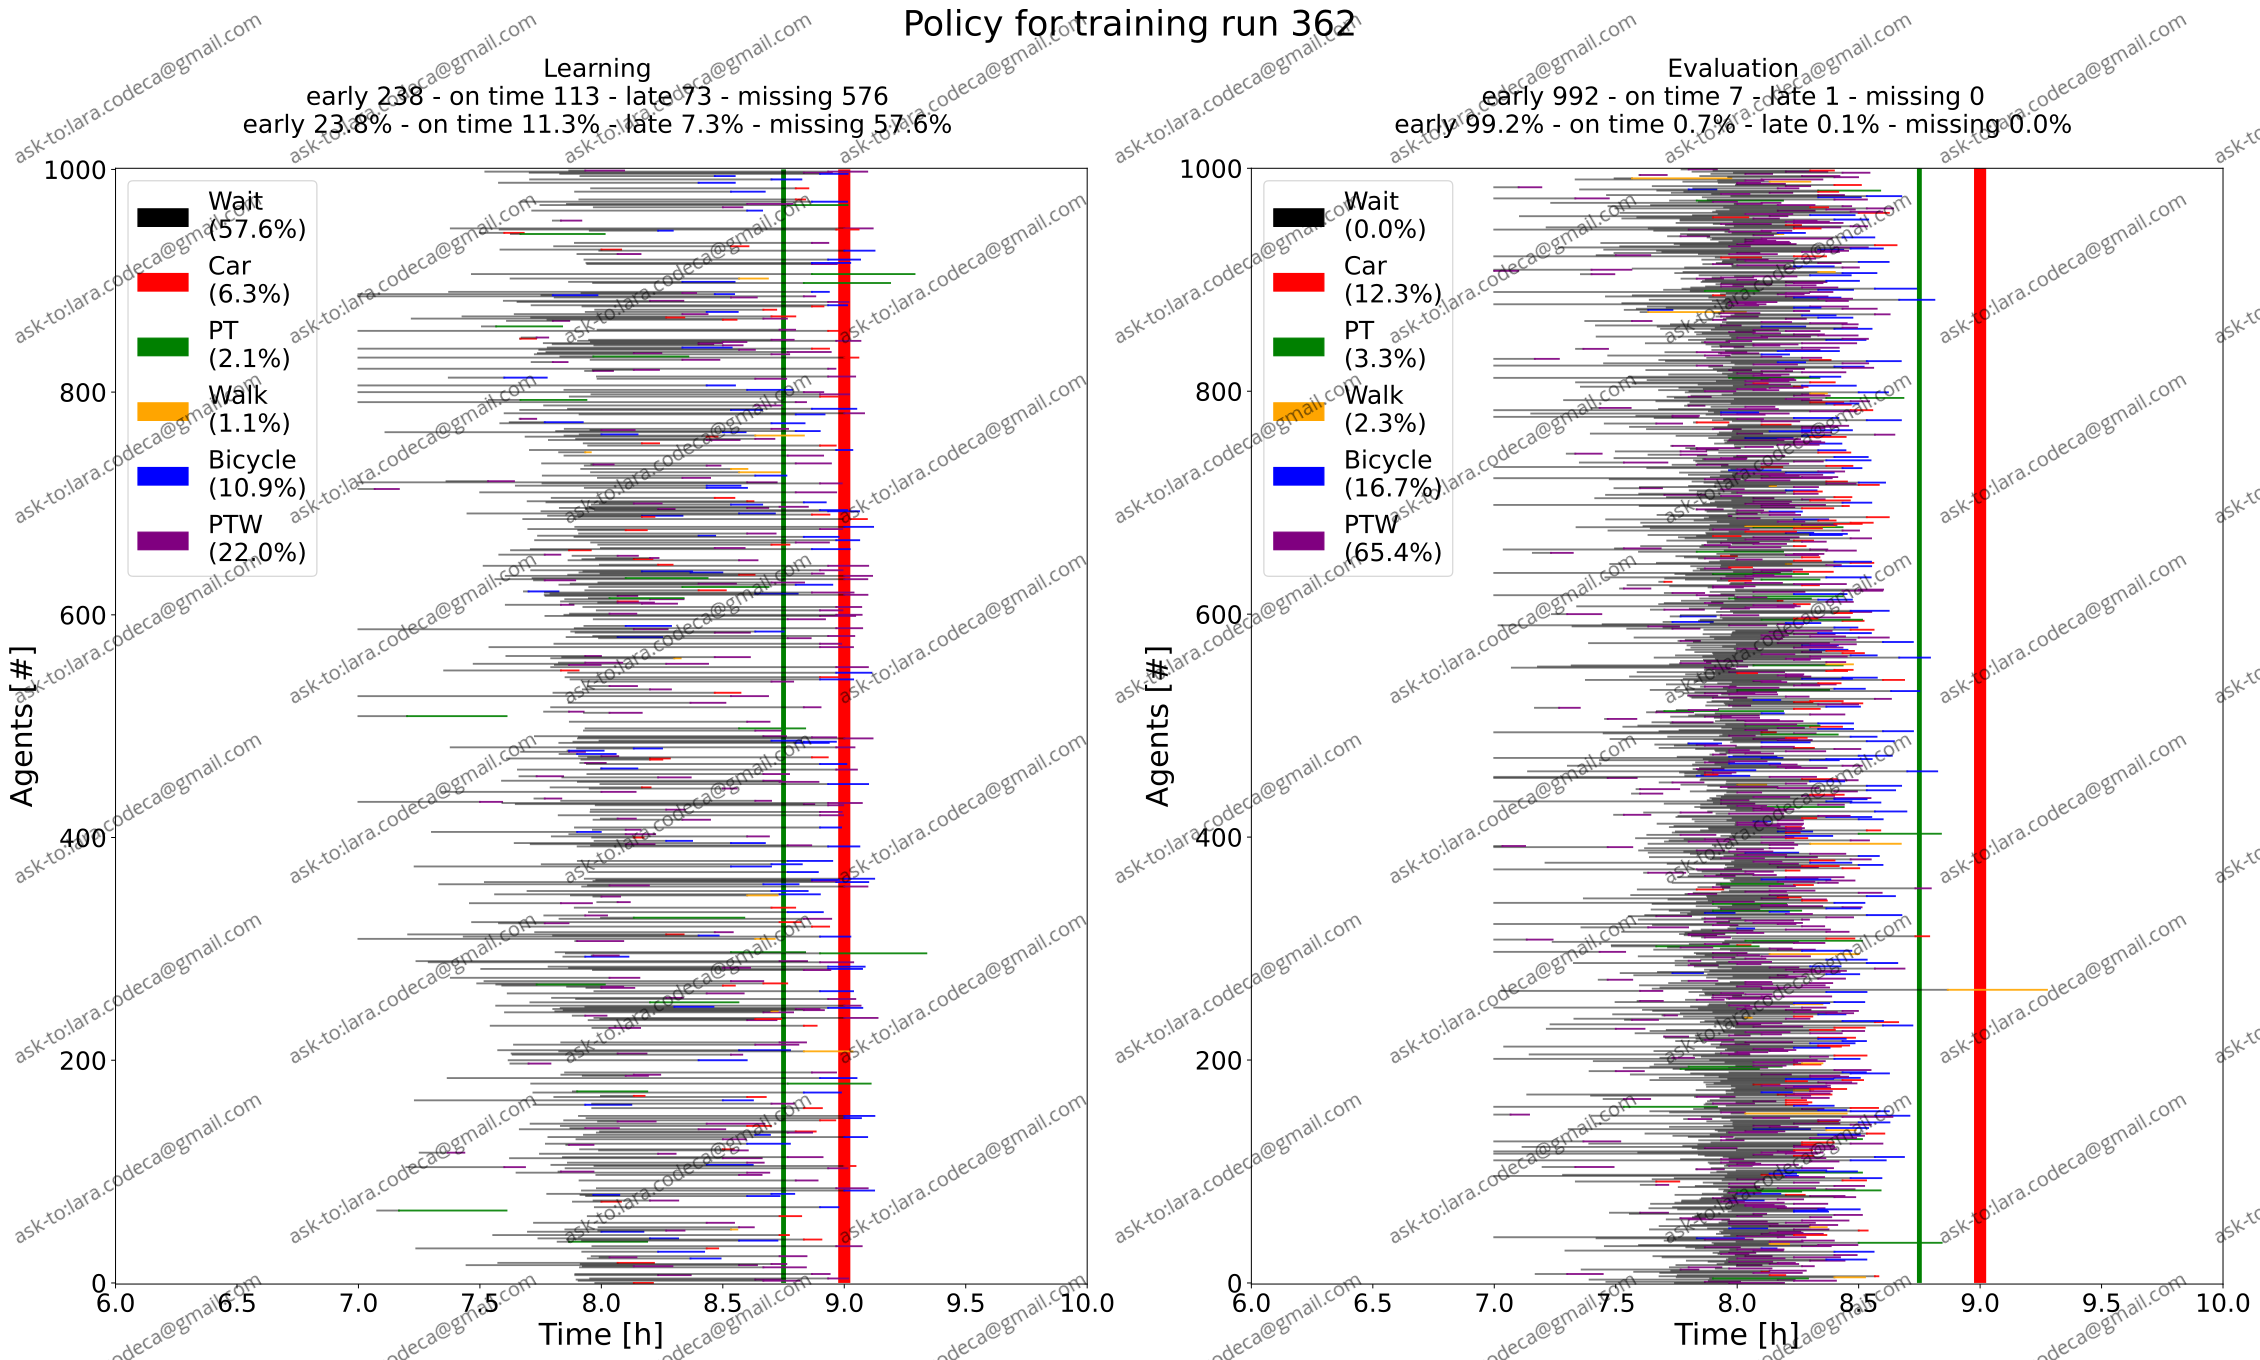 Policy for training run 362
Learning
early 238 - on time 113 - late 73 - missing 576
early 23.8% - on time 11.3% - late 7.3% - missing 57.6%
Wait
(57.6%)
Car
(6.3%)
PT
(2.1%)
Walk
(1.1%)
Bicycle
(10.9%)
PTW
(22.0%)
Agents [#]
1000
800
600
400
200
0
6.0 6.5 7.0 7.5 8.0 8.5 9.0 9.5 10.0
Time [h]
Evaluation
early 992 - on time 7 - late 1 - missing 0
early 99.2% - on time 0.7% - late 0.1% - missing 0.0%
Wait
(0.0%)
Car
(12.3%)
PT
(3.3%)
Walk
(2.3%)
Bicycle
(16.7%)
PTW
(65.4%)
Agents [#]
1000
800
600
400
200
0
6.0 6.5 7.0 7.5 8.0 8.5 9.0 9.5 10.0
Time [h]
ask-to:lara.codeca@gmail.com